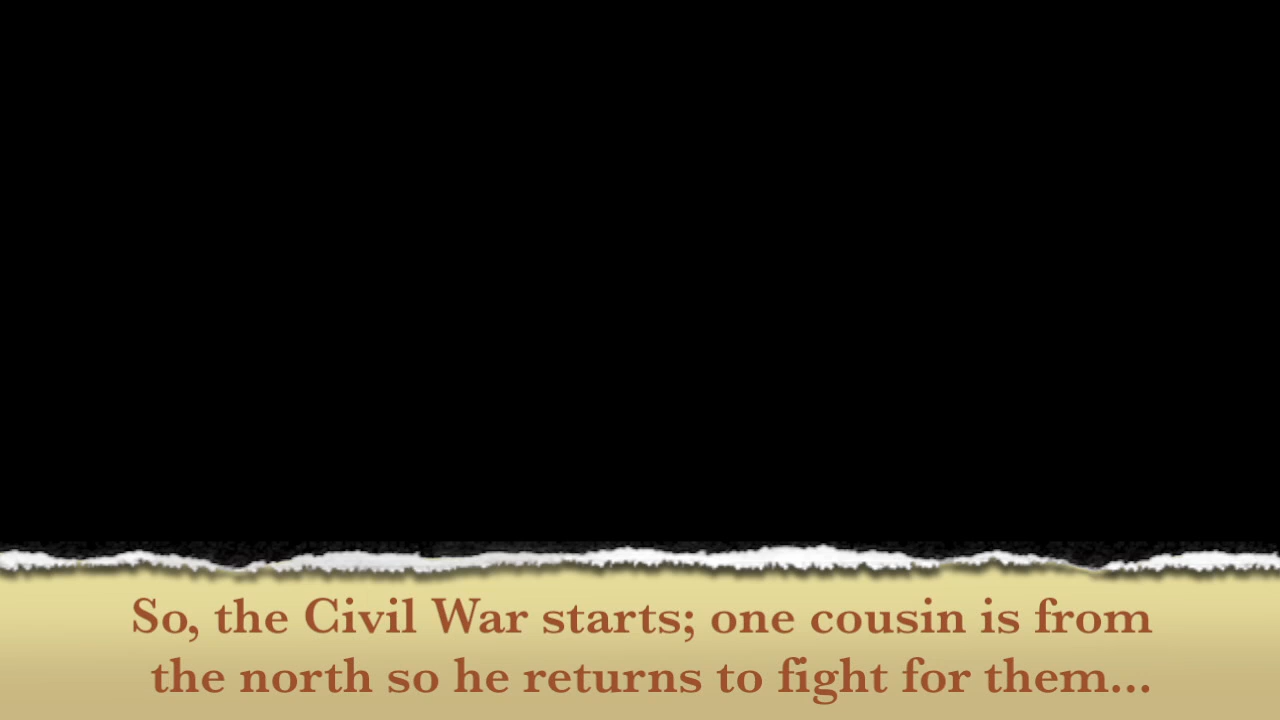 So, the Civil War starts; one cousin is from
the north so he returns to fight for them...